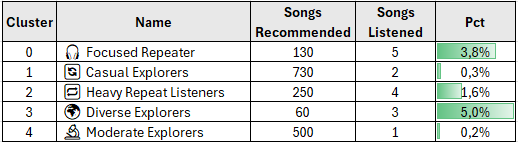 Cluster Name Songs Recommended Songs Listened Pct
0 Focused Repeater 130 5 3,8%
1 Casual Explorers 730 2 0,3%
2 Heavy Repeat Listeners 250 4 1,6%
3 Diverse Explorers 60 3 5,0%
4 Moderate Explorers 500 1 0,2%